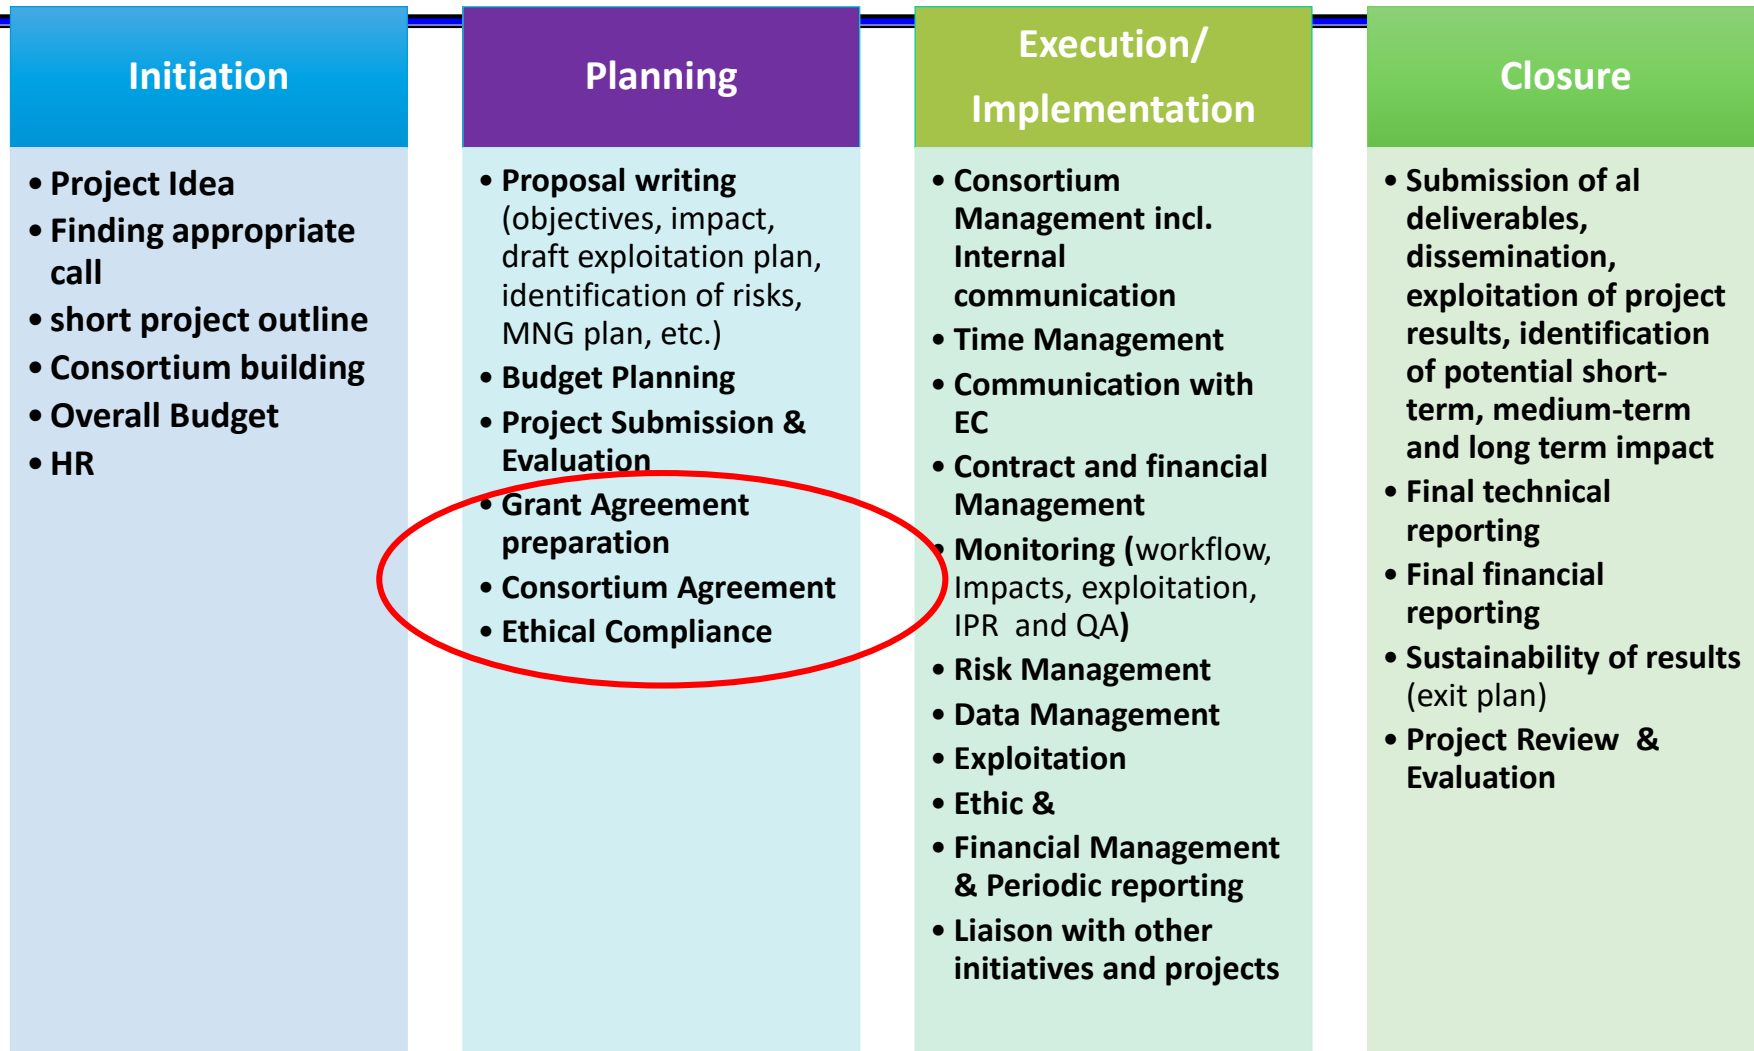 Initiation
• Project Idea
• Finding appropriate
call
• short project outline
• Consortium building
• Overall Budget
• HR
Planning
• Proposal writing
(objectives, impact,
draft exploitation plan,
identification of risks,
MNG plan, etc.)
• Budget Planning
• Project Submission &
Evaluation
• Grant Agreement
preparation
• Consortium Agreement
• Ethical Compliance
Execution/
Implementation
• Consortium
Management incl.
Internal
communication
• Time Management
• Communication with
EC
• Contract and financial
Management
• Monitoring (workflow,
Impacts, exploitation,
IPR and QA)
• Risk Management
• Data Management
• Exploitation
• Ethic &
• Financial Management
& Periodic reporting
• Liaison with other
initiatives and projects
Closure
• Submission of al
deliverables,
dissemination,
exploitation of project
results, identification
of potential short-
term, medium-term
and long term impact
• Final technical
reporting
• Final financial
reporting
• Sustainability of results
(exit plan)
• Project Review &
Evaluation